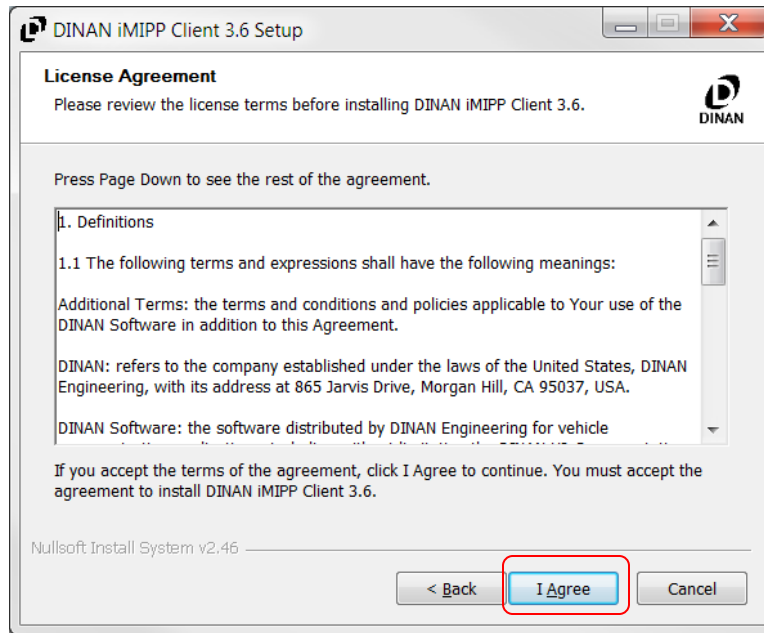 DINAN iMIPP Client 3.6 Setup
License Agreement
Please review the license terms before installing DINAN iMIPP Client 3.6.
DINAN
Press Page Down to see the rest of the agreement.
1. Definitions
1.1 The following terms and expressions shall have the following meanings:
Additional Terms: the terms and conditions and policies applicable to Your use of the
DINAN Software in addition to this Agreement.
DINAN: refers to the company established under the laws of the United States, DINAN
Engineering, with its address at 865 Jarvis Drive, Morgan Hill, CA 95037, USA.
DINAN Software: the software distributed by DINAN Engineering for vehicle
If you accept the terms of the agreement, click I Agree to continue. You must accept the
agreement to install DINAN iMIPP Client 3.6.
Nullsoft Install System v2.46
< Back
I Agree
Cancel